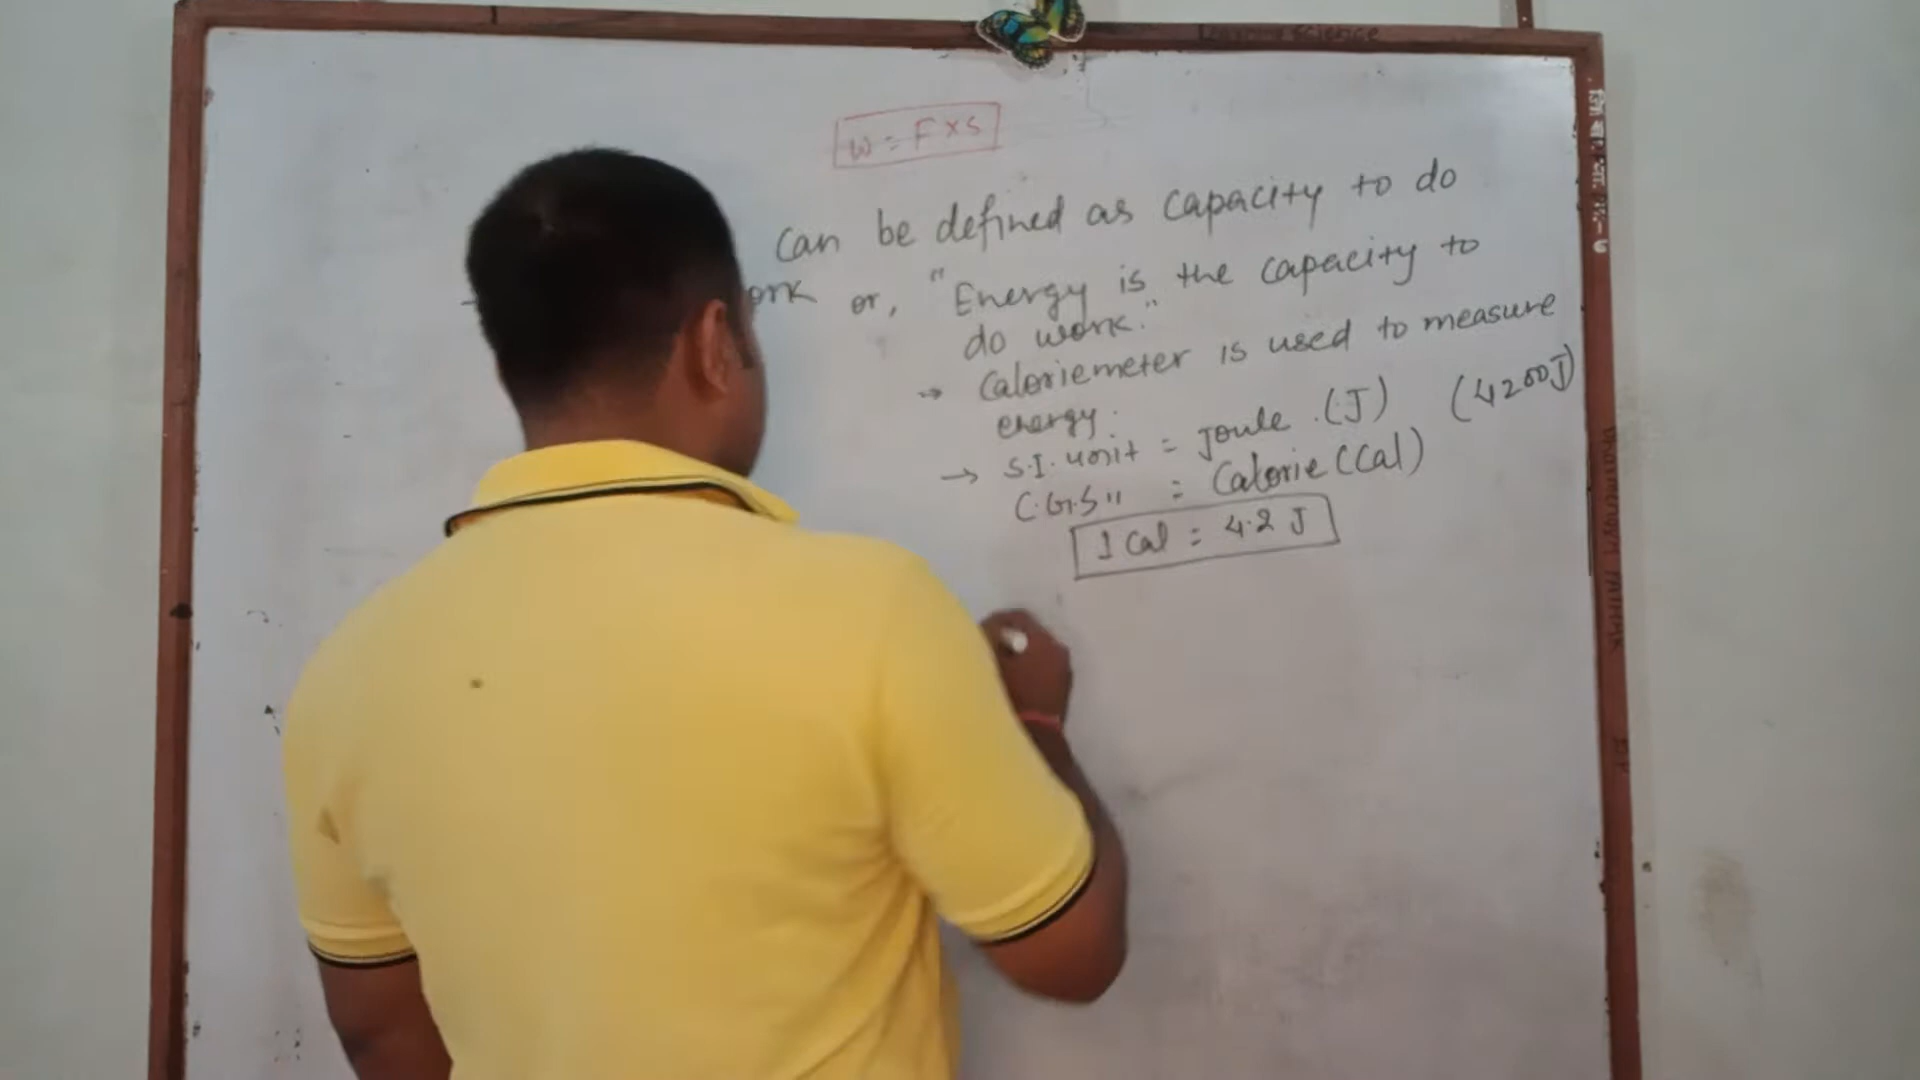 W = F x S
can be defined as capacity to do
ork or, "Energy is the capacity to
do work."
→ Caloriemeter is used to measure
energy.
→ S.I. unit = Joule (J) (4200J)
C.G.S " = Calorie (Cal)
1 Cal = 4.2 J